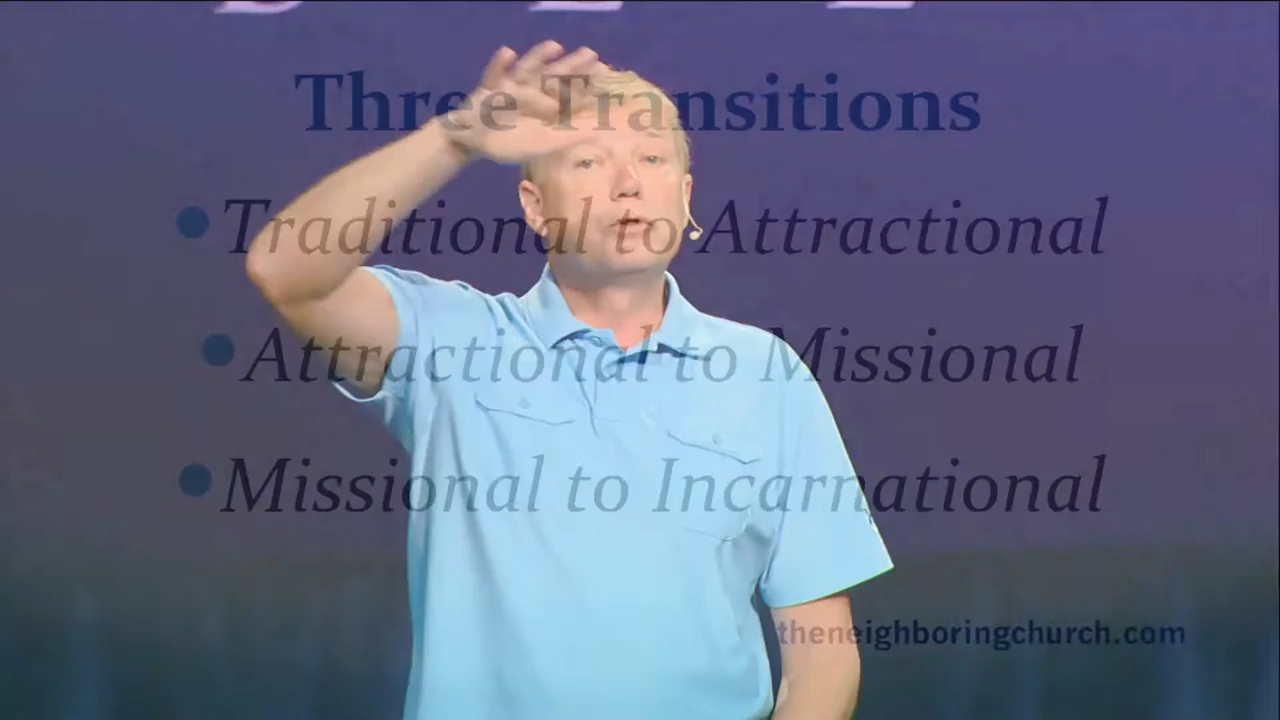 Three Transitions
• Traditional to Attractional
• Attractional to Missional
• Missional to Incarnational
theneighboringchurch.com